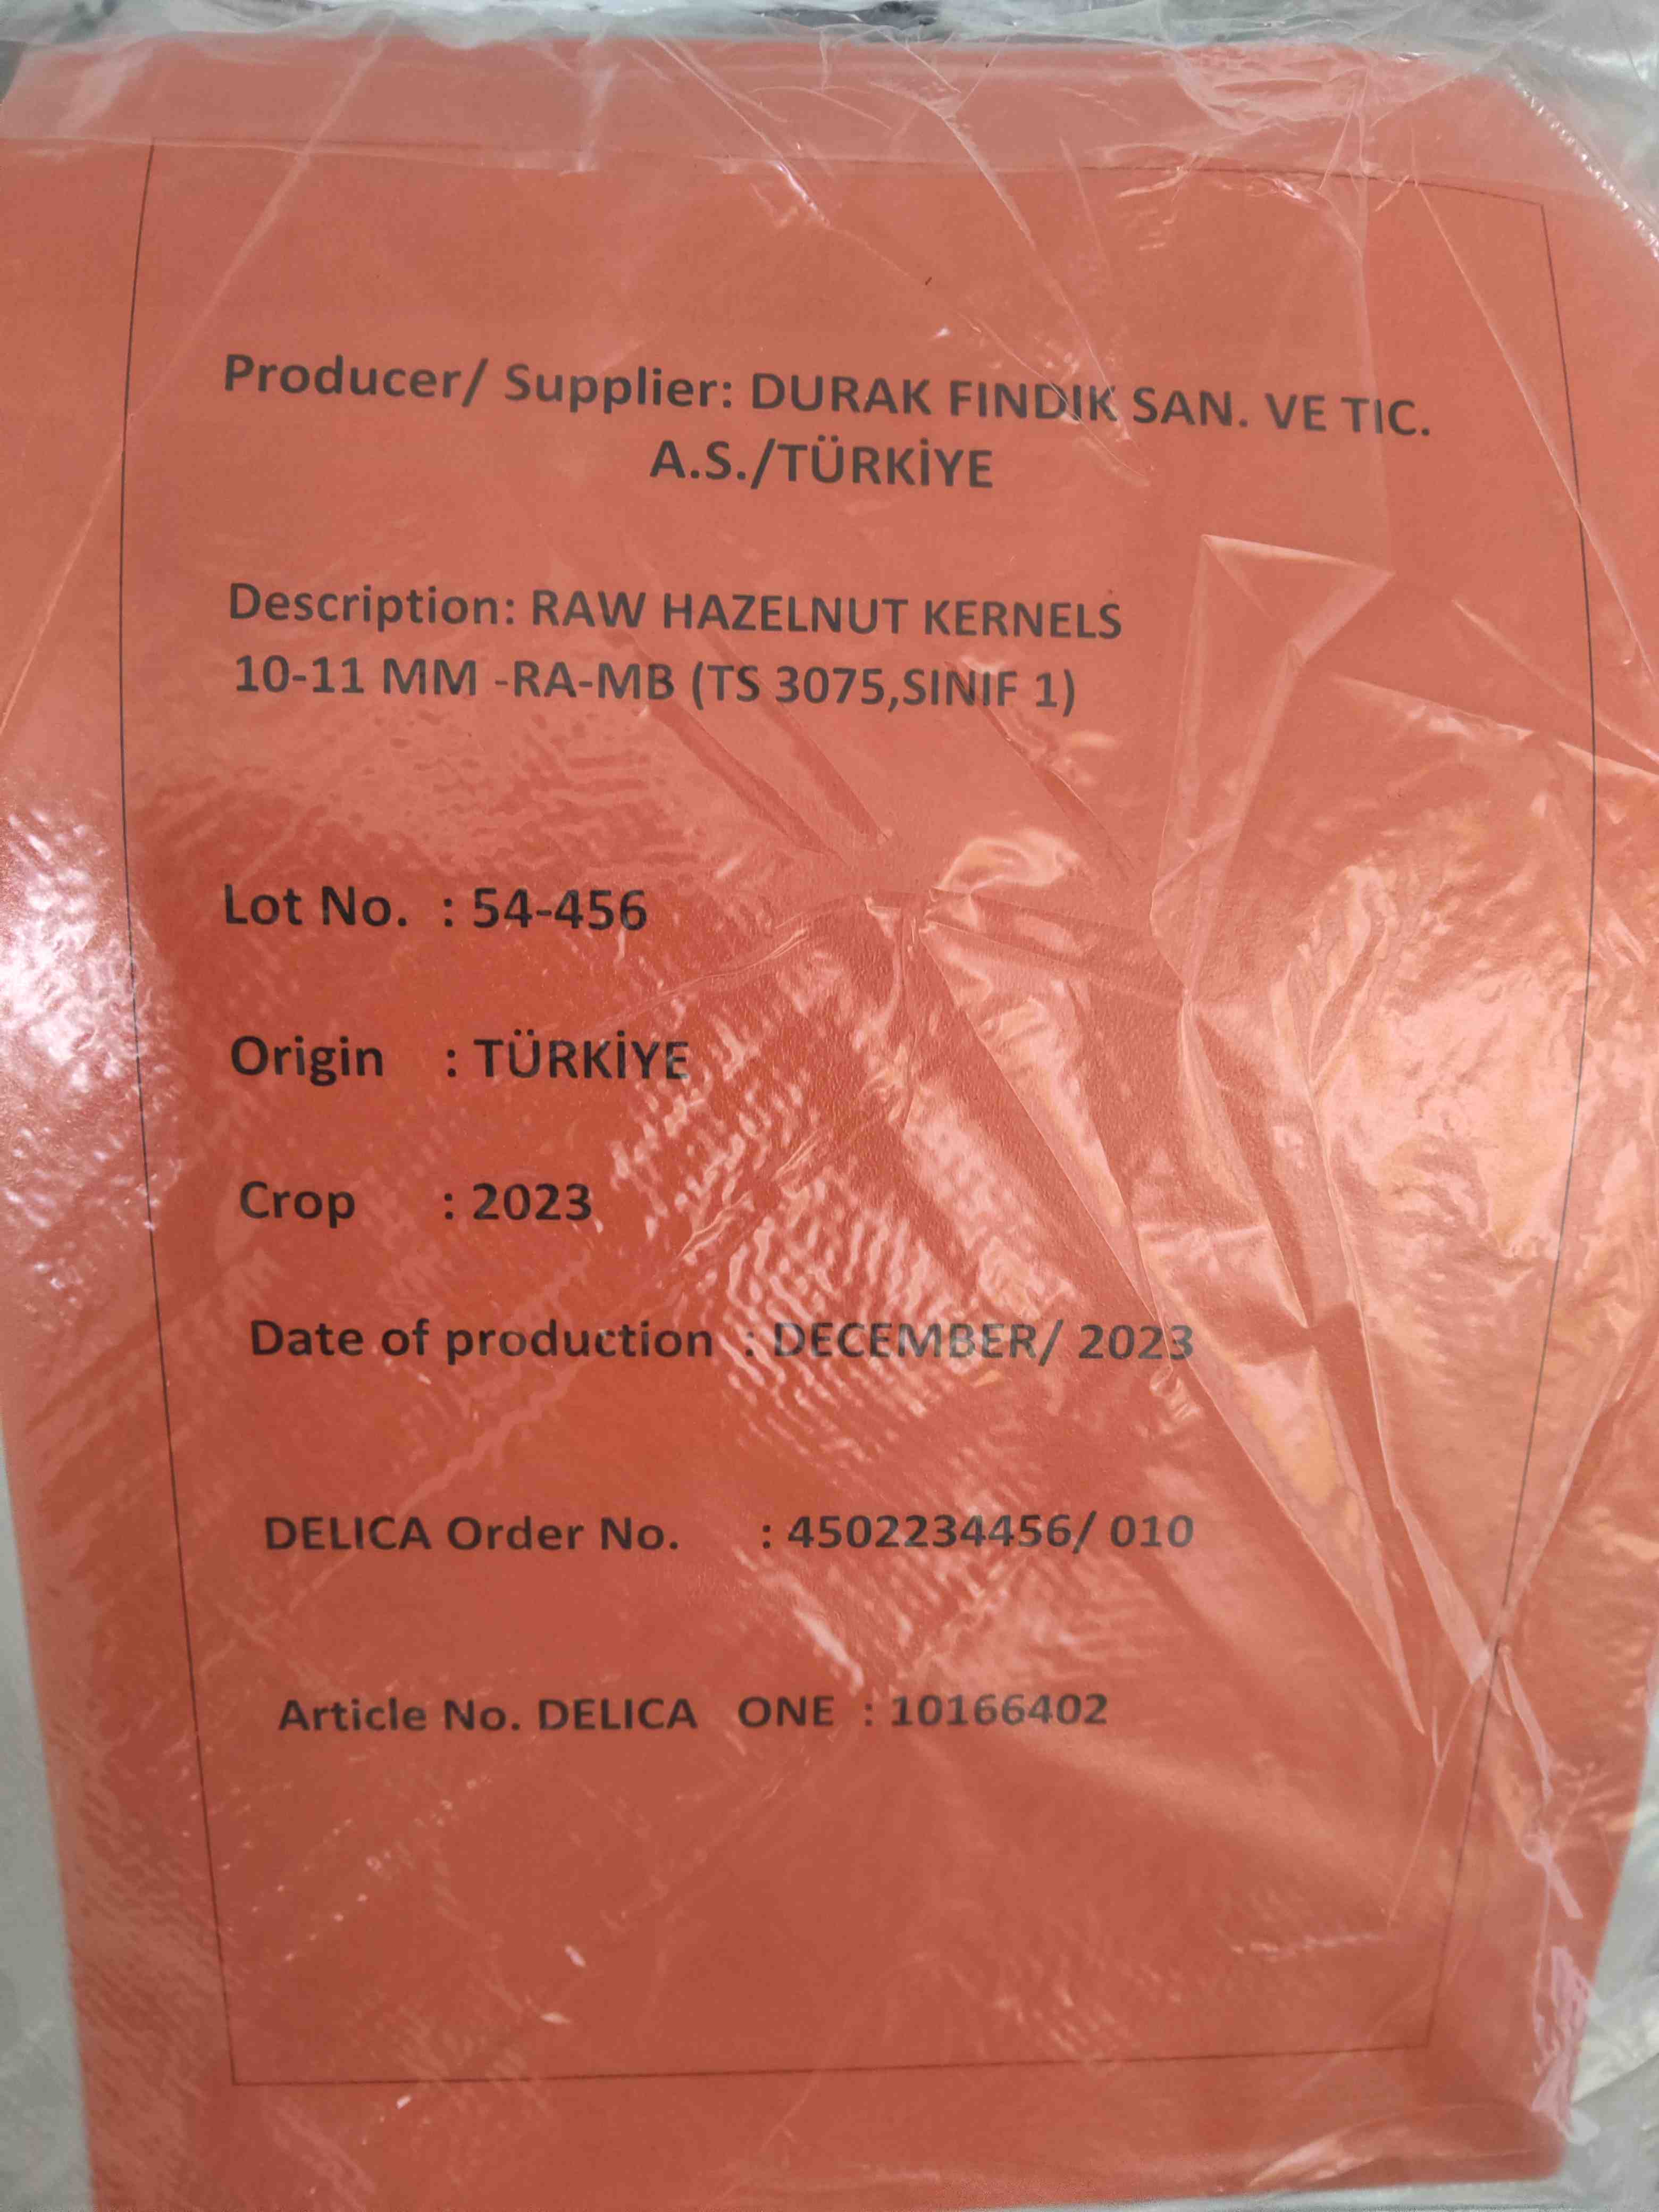 Producer/ Supplier: DURAK FINDIK SAN. VE TIC.
A.S./TÜRKİYE
Description: RAW HAZELNUT KERNELS
10-11 MM -RA-MB (TS 3075,SINIF 1)
Lot No. : 54-456
Origin : TÜRKİYE
Crop : 2023
Date of production : DECEMBER/ 2023
DELICA Order No. : 4502234456/ 010
Article No. DELICA ONE : 10166402